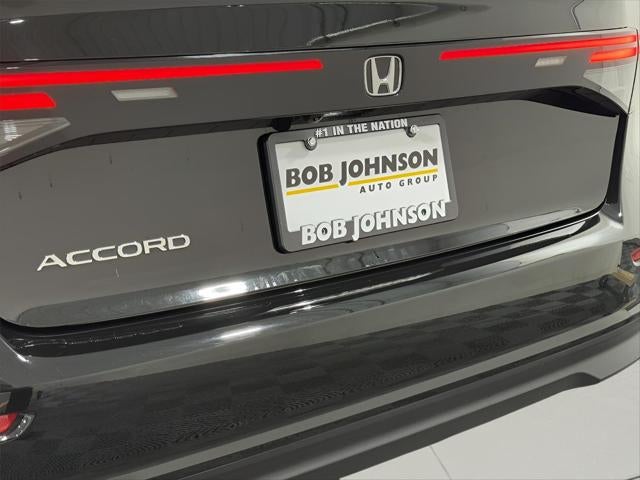 #1 IN THE NATION
BOB JOHNSON
AUTO GROUP
BOB JOHNSON
ACCORD